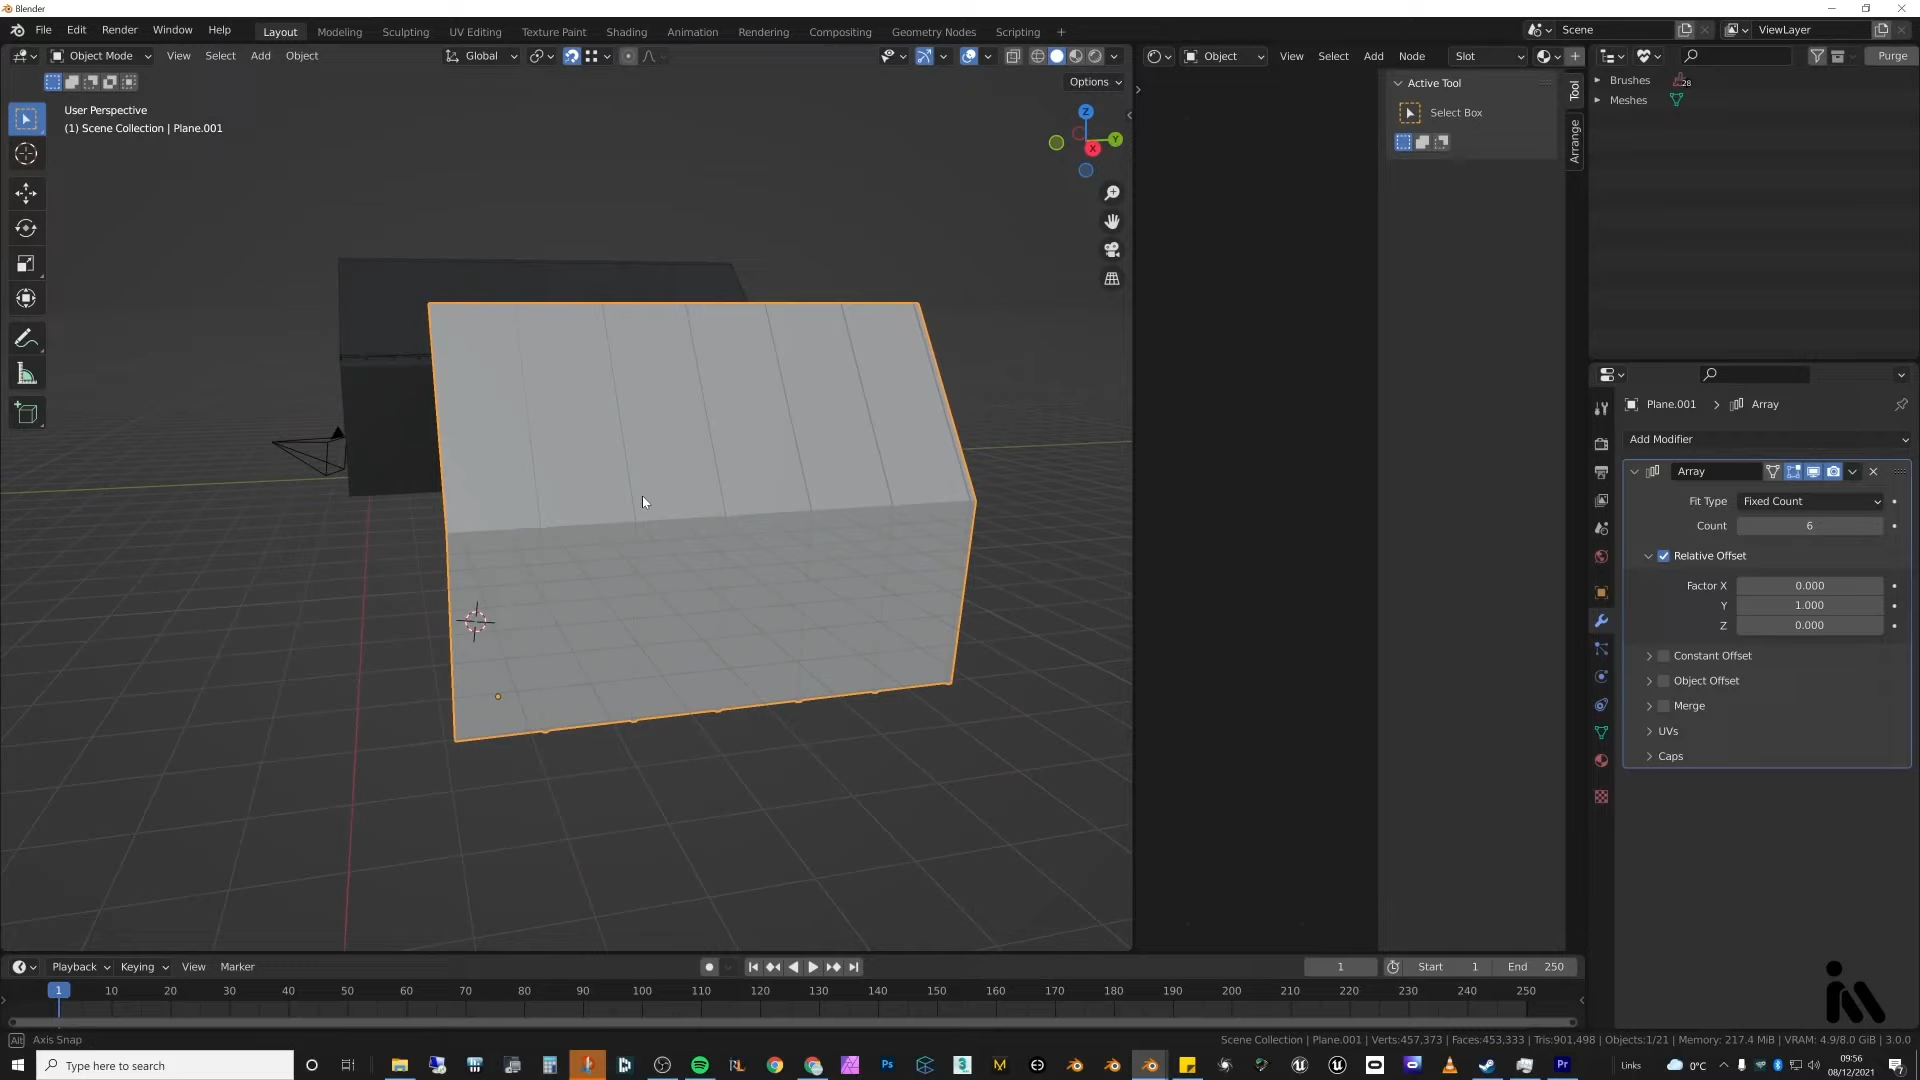 Blender
File Edit Render Window Help Layout Modeling Sculpting UV Editing Texture Paint Shading Animation Rendering Compositing Geometry Nodes Scripting + Scene ViewLayer
Object Mode View Select Add Object Global Object View Select Add Node Slot Purge
Options
User Perspective
(1) Scene Collection | Plane.001
Z
Y
X
Active Tool
Select Box
Tool
Arrange
Brushes 28
Meshes
Plane.001 > Array
Add Modifier
Array
Fit Type Fixed Count
Count 6
Relative Offset
Factor X 0.000
Y 1.000
Z 0.000
Constant Offset
Object Offset
Merge
UVs
Caps
Playback Keying View Marker 1 Start 1 End 250
1 10 20 30 40 50 60 70 80 90 100 110 120 130 140 150 160 170 180 190 200 210 220 230 240 250
Alt Axis Snap
Scene Collection | Plane.001 | Verts:457,373 | Faces:453,333 | Tris:901,498 | Objects:1/21 | Memory: 217.4 MiB | VRAM: 4.9/8.0 GiB | 3.0.0
Type here to search
Ps
3
M
Pr
Links
0°C
09:56
08/12/2021